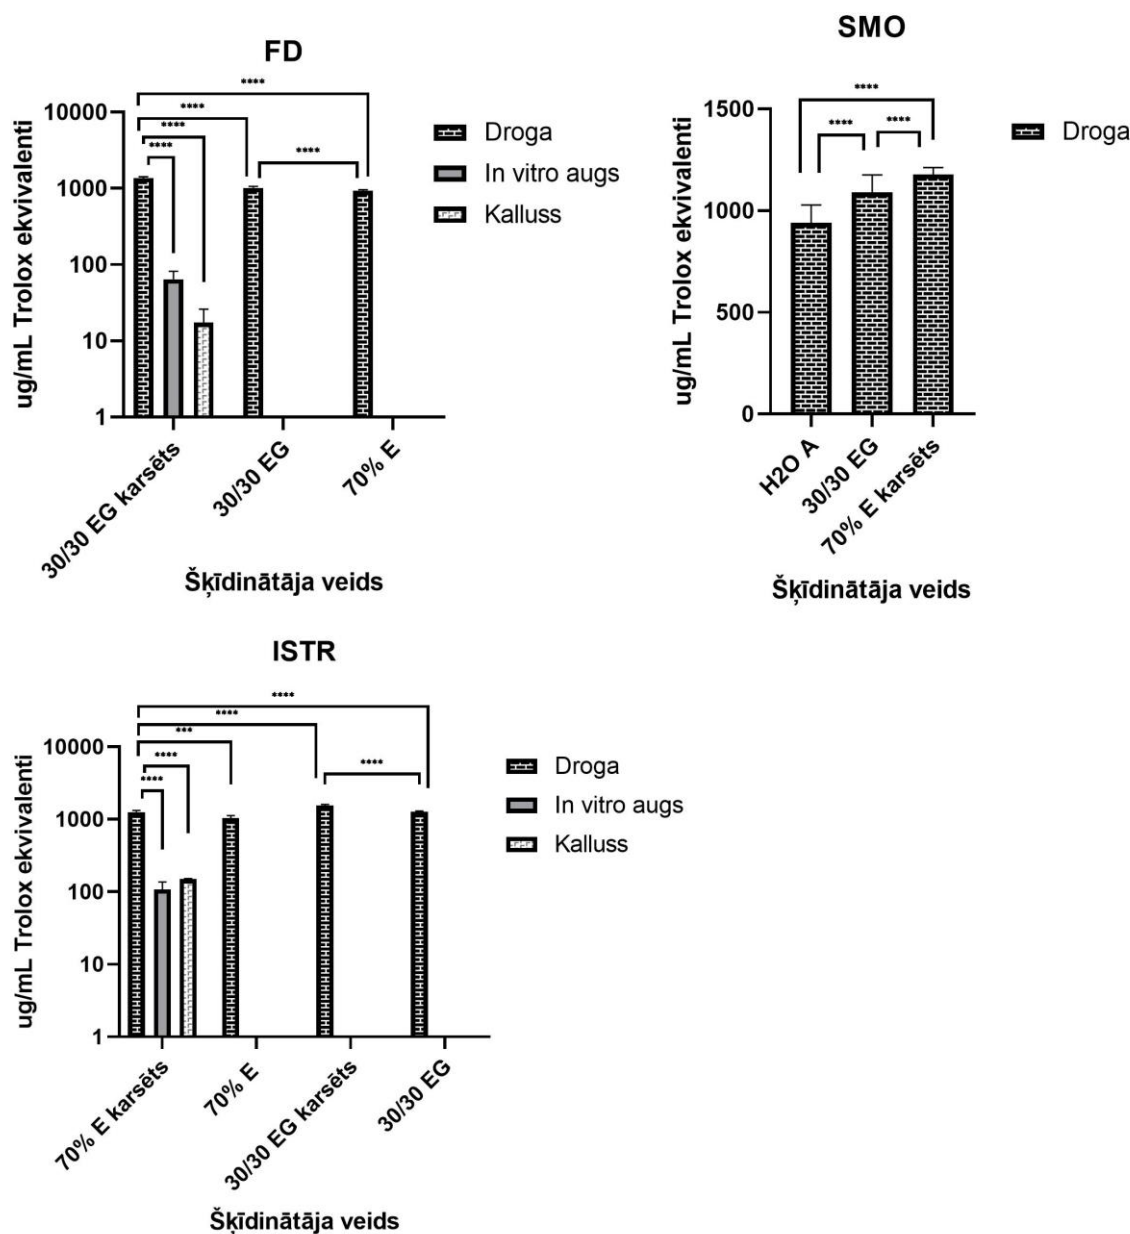 FD
****
****
****
****
****
10000
1000
100
10
1
ug/mL Trolox ekvivalenti
Droga
In vitro augs
Kalluss
30/30 EG karsēts
30/30 EG
70% E
Šķīdinātāja veids
SMO
****
****
****
1500
1000
500
0
ug/mL Trolox ekvivalenti
Droga
H2O A
30/30 EG
70% E karsēts
Šķīdinātāja veids
ISTR
****
****
***
****
****
****
10000
1000
100
10
1
ug/mL Trolox ekvivalenti
Droga
In vitro augs
Kalluss
70% E karsēts
70% E
30/30 EG karsēts
30/30 EG
Šķīdinātāja veids